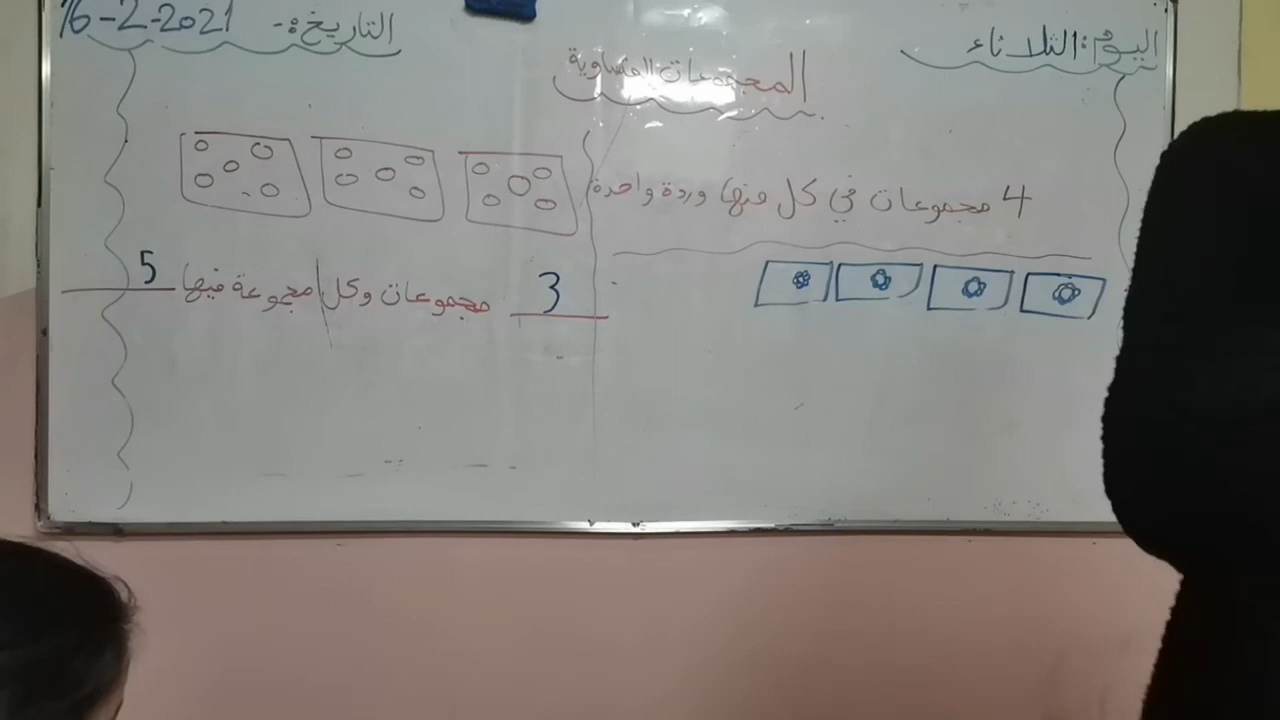 اليوم: الثلاثاء
التاريخ:- 16-2-2021
المجموعات المتساوية
4 مجموعات في كل منها وردة واحدة
3 مجموعات وكل مجموعة فيها 5